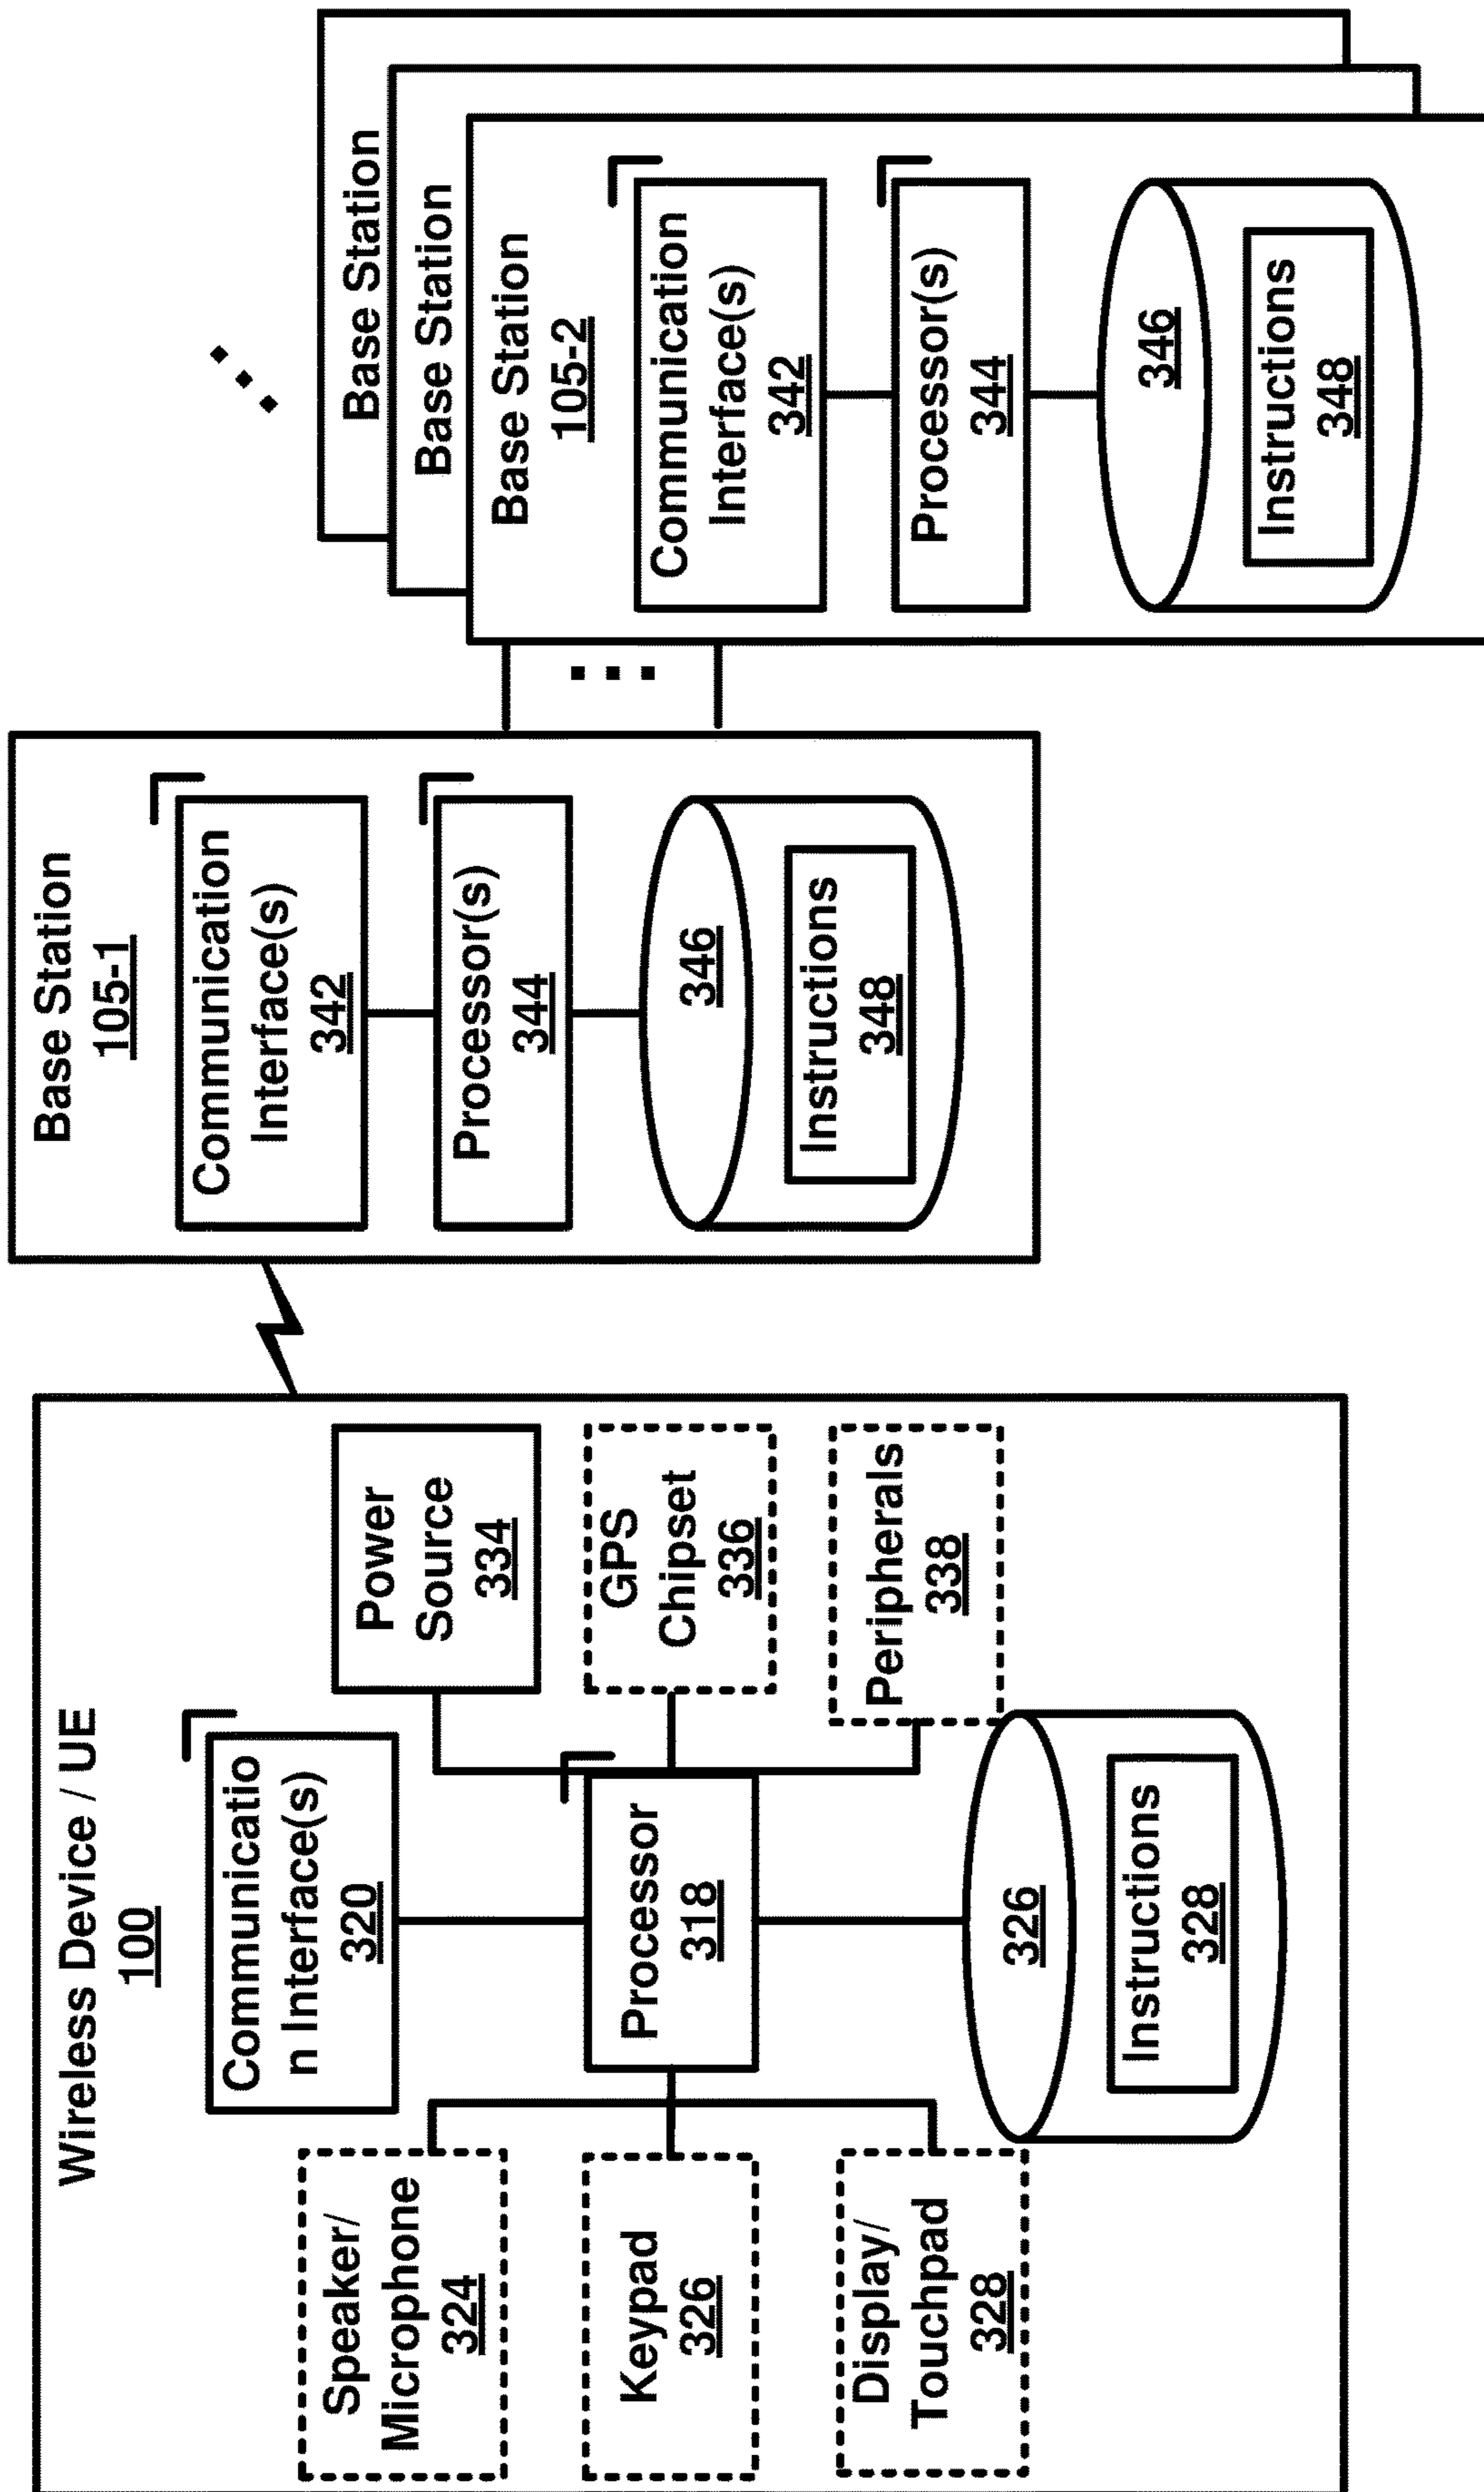 Wireless Device / UE
100
Communicatio
n Interface(s)
320
Speaker/
Microphone
324
Power
Source
334
Processor
318
Keypad
326
GPS
Chipset
336
Display/
Touchpad
328
Peripherals
338
326
Instructions
328
Base Station
105-1
Communication
Interface(s)
342
Processor(s)
344
346
Instructions
348
Base Station
Base Station
Base Station
105-2
Communication
Interface(s)
342
Processor(s)
344
346
Instructions
348